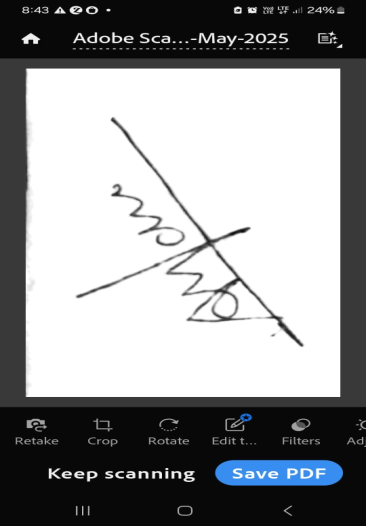 8:43
24%
Adobe Sca...-May-2025
Retake
Crop
Rotate
Edit t...
Filters
Adj
Keep scanning
Save PDF